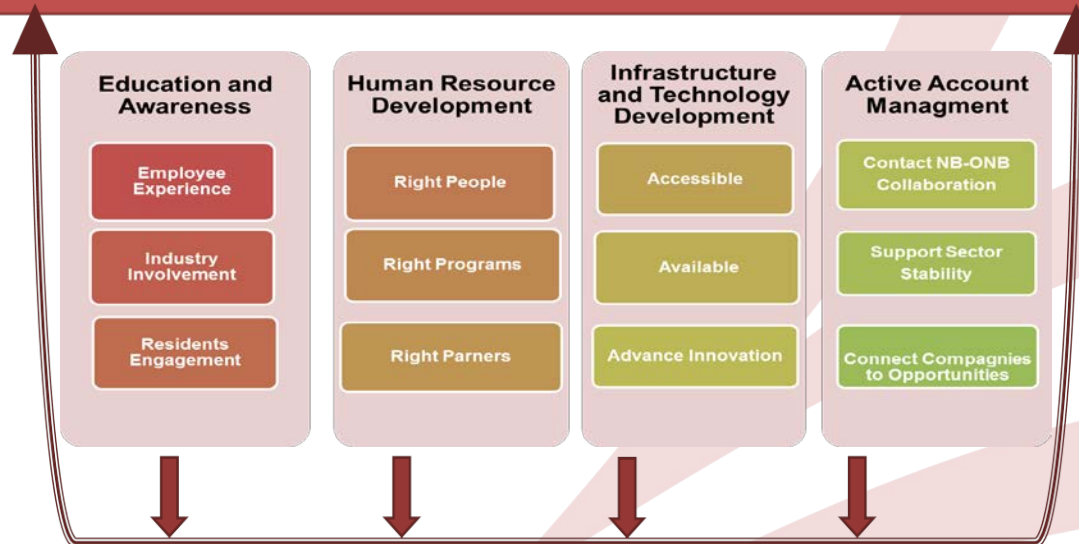 Education and
Awareness
Employee
Experience
Industry
Involvement
Residents
Engagement
Human Resource
Development
Right People
Right Programs
Right Parners
Infrastructure
and Technology
Development
Accessible
Available
Advance Innovation
Active Account
Managment
Contact NB-ONB
Collaboration
Support Sector
Stability
Connect Compagnies
to Opportunities